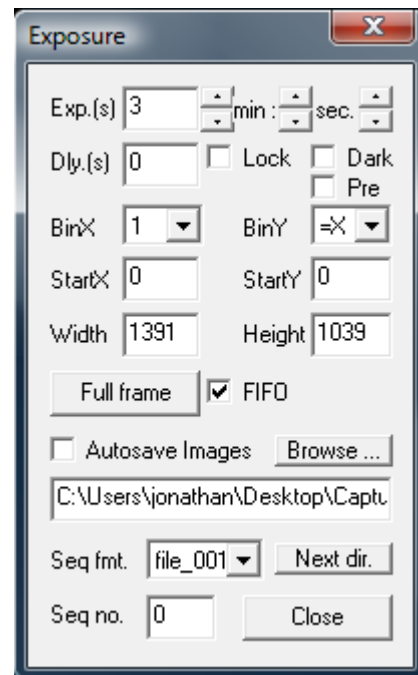 Exposure
Exp.(s) 3 min : sec.
Dly.(s) 0 Lock Dark
Pre
BinX 1 BinY =X
StartX 0 StartY 0
Width 1391 Height 1039
Full frame FIFO
Autosave Images Browse ...
C:\Users\jonathan\Desktop\Captu
Seq fmt. file_001 Next dir.
Seq no. 0 Close